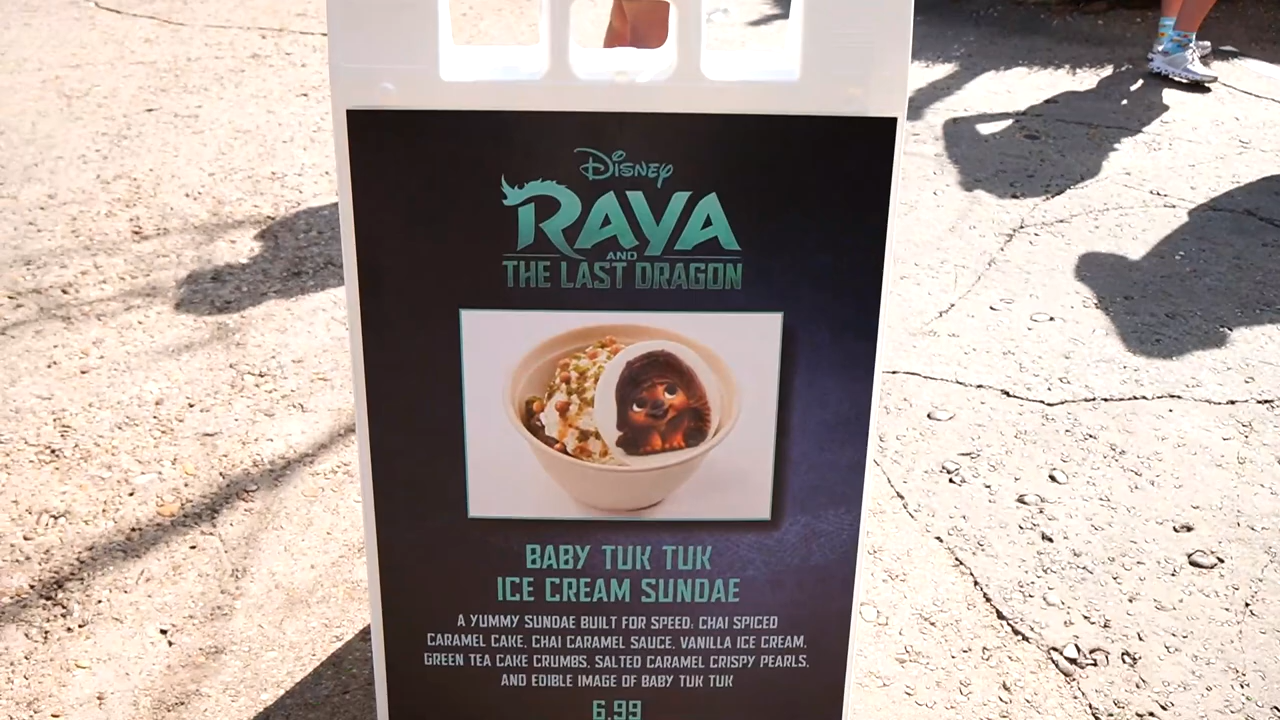 Disney
RAYA
AND
THE LAST DRAGON
BABY TUK TUK
ICE CREAM SUNDAE
A YUMMY SUNDAE BUILT FOR SPEED: CHAI SPICED
CARAMEL CAKE, CHAI CARAMEL SAUCE, VANILLA ICE CREAM,
GREEN TEA CAKE CRUMBS, SALTED CARAMEL CRISPY PEARLS,
AND EDIBLE IMAGE OF BABY TUK TUK
6.99